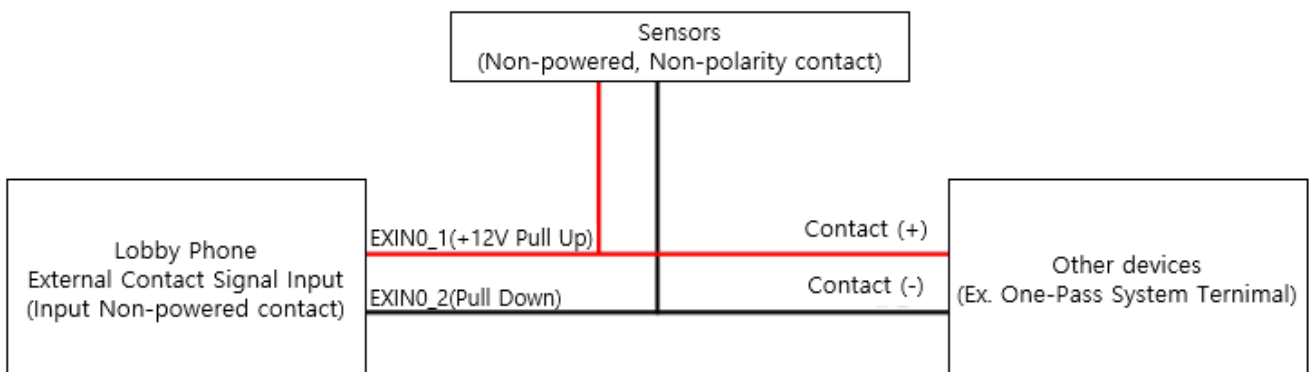 Sensors
(Non-powered, Non-polarity contact)
Lobby Phone
External Contact Signal Input
(Input Non-powered contact)
EXIN0_1(+12V Pull Up)
EXIN0_2(Pull Down)
Contact (+)
Contact (-)
Other devices
(Ex. One-Pass System Ternimal)